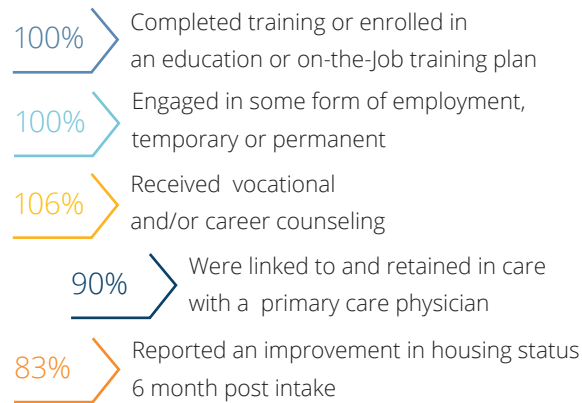 100%
Completed training or enrolled in
an education or on-the-Job training plan
100%
Engaged in some form of employment,
temporary or permanent
106%
Received vocational
and/or career counseling
90%
Were linked to and retained in care
with a primary care physician
83%
Reported an improvement in housing status
6 month post intake